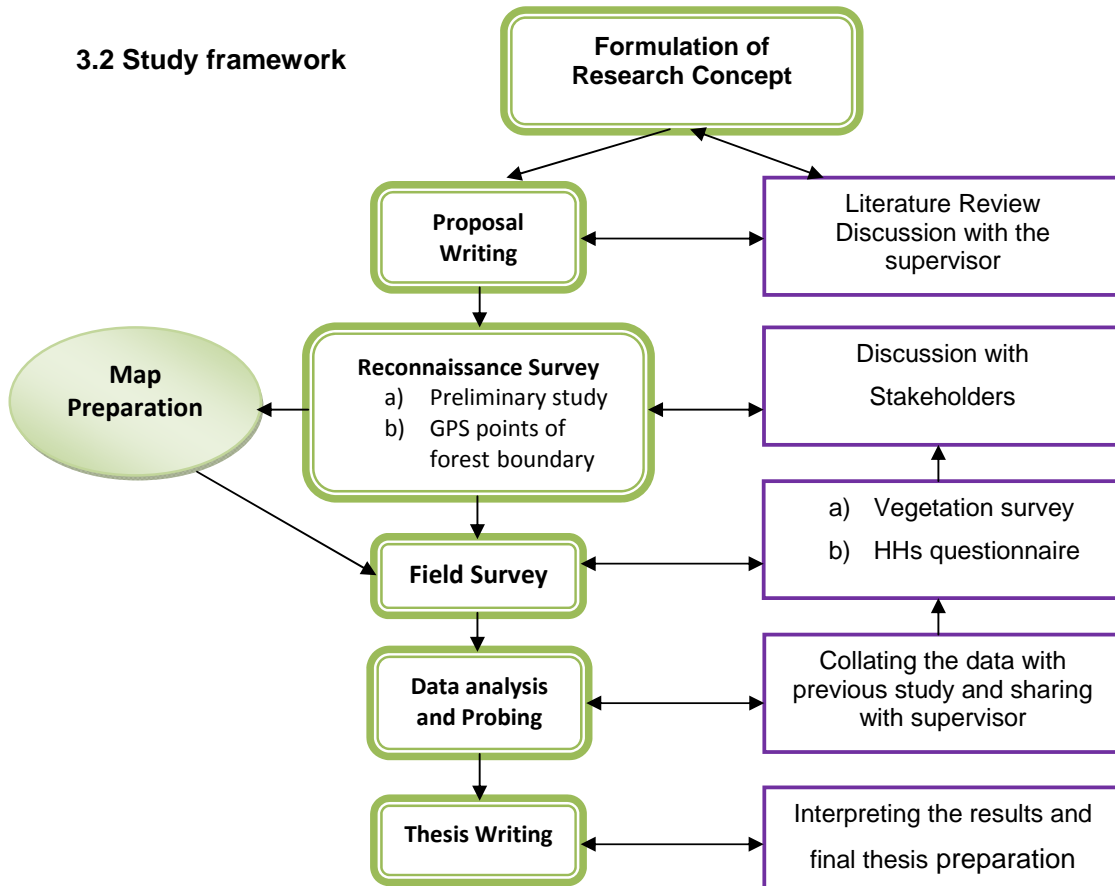 3.2 Study framework
Formulation of
Research Concept
Proposal
Writing
Literature Review
Discussion with the
supervisor
Map
Preparation
Reconnaissance Survey
a) Preliminary study
b) GPS points of
forest boundary
Discussion with
Stakeholders
Field Survey
a) Vegetation survey
b) HHs questionnaire
Data analysis
and Probing
Collating the data with
previous study and sharing
with supervisor
Thesis Writing
Interpreting the results and
final thesis preparation